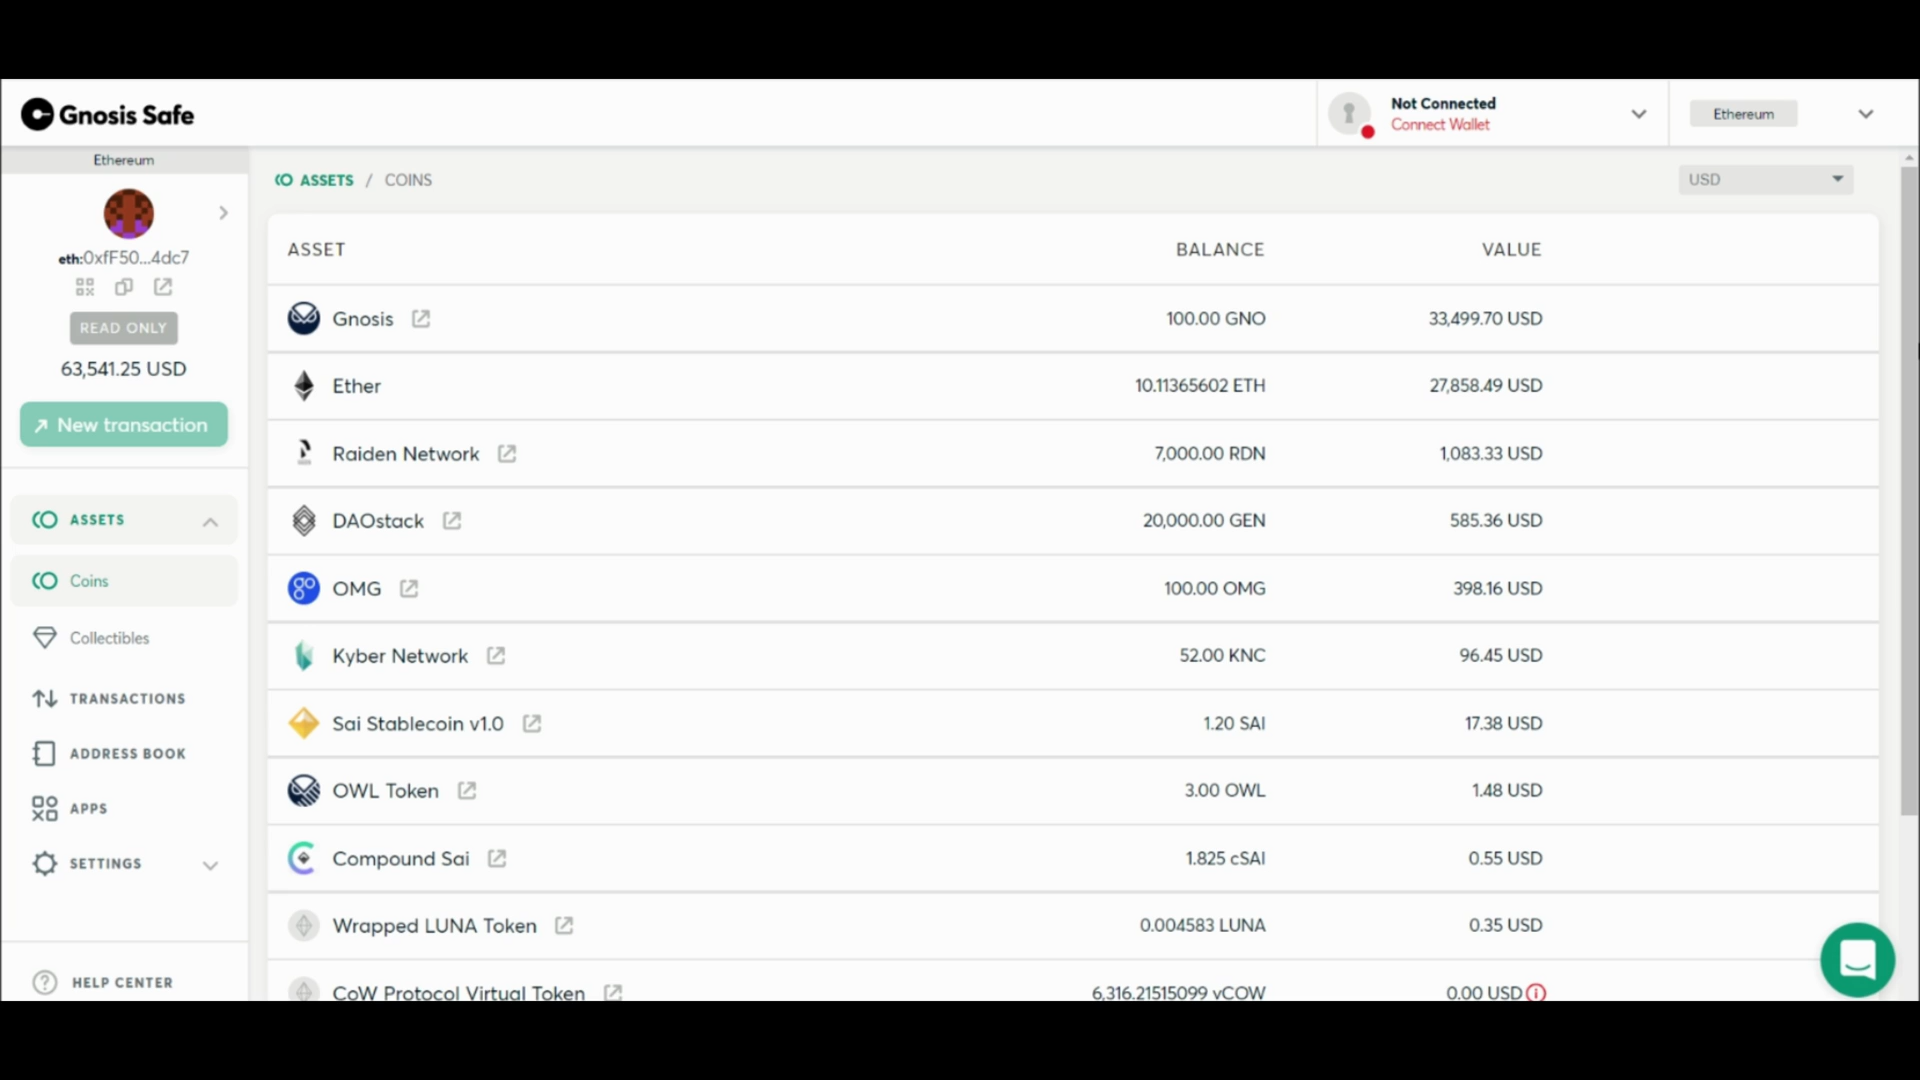 Gnosis Safe
Not Connected
Connect Wallet
Ethereum
Ethereum
eth:0xfF50...4dc7
READ ONLY
63,541.25 USD
New transaction
ASSETS
Coins
Collectibles
TRANSACTIONS
ADDRESS BOOK
APPS
SETTINGS
HELP CENTER
ASSETS / COINS
USD
ASSET BALANCE VALUE
Gnosis 100.00 GNO 33,499.70 USD
Ether 10.11365602 ETH 27,858.49 USD
Raiden Network 7,000.00 RDN 1,083.33 USD
DAOstack 20,000.00 GEN 585.36 USD
OMG 100.00 OMG 398.16 USD
Kyber Network 52.00 KNC 96.45 USD
Sai Stablecoin v1.0 1.20 SAI 17.38 USD
OWL Token 3.00 OWL 1.48 USD
Compound Sai 1.825 cSAI 0.55 USD
Wrapped LUNA Token 0.004583 LUNA 0.35 USD
CoW Protocol Virtual Token 6,316.21515099 vCOW 0.00 USD